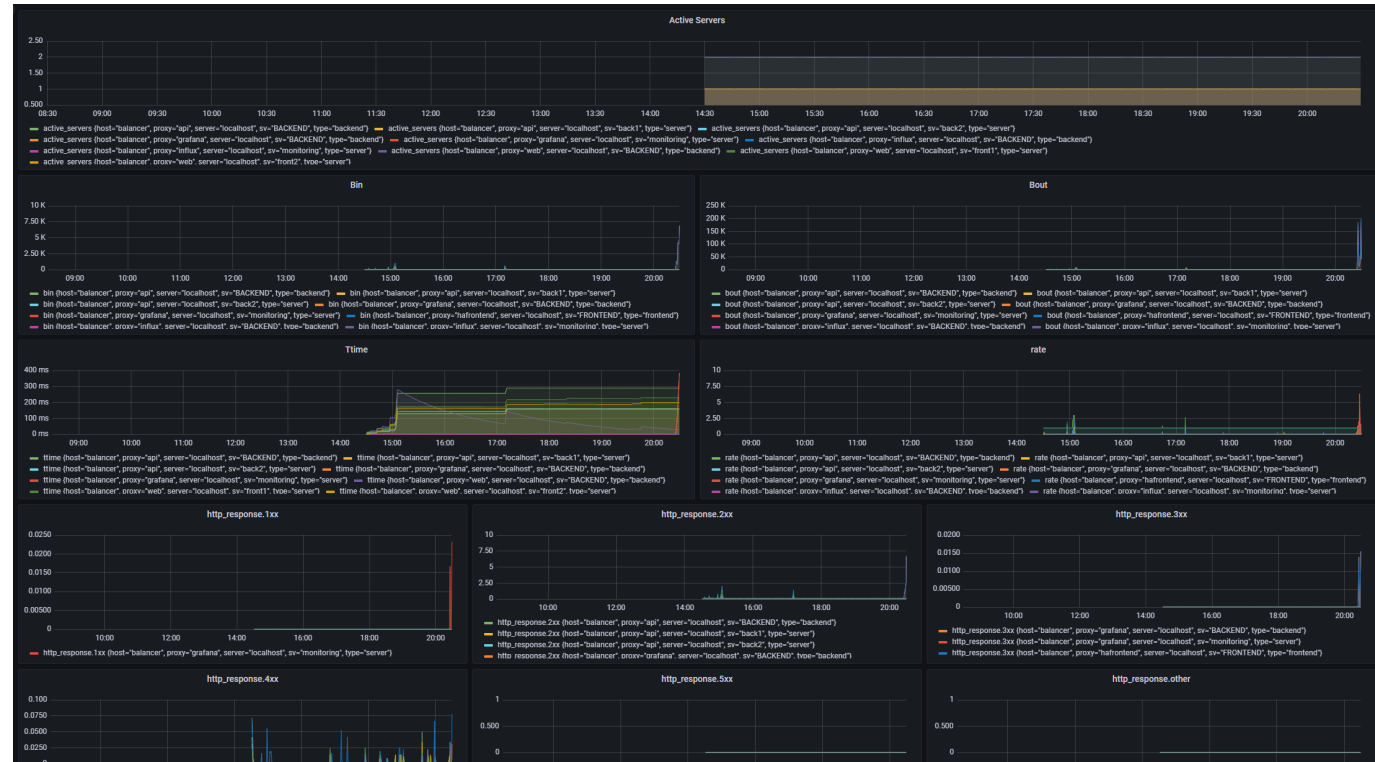 Active Servers
2.50
2
1.50
1
0.500
08:30 09:00 09:30 10:00 10:30 11:00 11:30 12:00 12:30 13:00 13:30 14:00 14:30 15:00 15:30 16:00 16:30 17:00 17:30 18:00 18:30 19:00 19:30 20:00
active_servers {host="balancer", proxy="api", server="localhost", sv="BACKEND", type="backend"} active_servers {host="balancer", proxy="api", server="localhost", sv="back1", type="server"} active_servers {host="balancer", proxy="api", server="localhost", sv="back2", type="server"}
active_servers {host="balancer", proxy="grafana", server="localhost", sv="BACKEND", type="backend"} active_servers {host="balancer", proxy="grafana", server="localhost", sv="monitoring", type="server"} active_servers {host="balancer", proxy="influx", server="localhost", sv="BACKEND", type="backend"}
active_servers {host="balancer", proxy="influx", server="localhost", sv="monitoring", type="server"} active_servers {host="balancer", proxy="web", server="localhost", sv="BACKEND", type="backend"} active_servers {host="balancer", proxy="web", server="localhost", sv="front1", type="server"}
active_servers {host="balancer", proxy="web", server="localhost", sv="front2", type="server"}
Bin
10 K
7.50 K
5 K
2.50 K
0
09:00 10:00 11:00 12:00 13:00 14:00 15:00 16:00 17:00 18:00 19:00 20:00
bin {host="balancer", proxy="api", server="localhost", sv="BACKEND", type="backend"} bin {host="balancer", proxy="api", server="localhost", sv="back1", type="server"}
bin {host="balancer", proxy="api", server="localhost", sv="back2", type="server"} bin {host="balancer", proxy="grafana", server="localhost", sv="BACKEND", type="backend"}
bin {host="balancer", proxy="grafana", server="localhost", sv="monitoring", type="server"} bin {host="balancer", proxy="hafrontend", server="localhost", sv="FRONTEND", type="frontend"}
bin {host="balancer", proxy="influx", server="localhost", sv="BACKEND", type="backend"} bin {host="balancer", proxy="influx", server="localhost", sv="monitoring", type="server"}
Bout
250 K
200 K
150 K
100 K
50 K
0
09:00 10:00 11:00 12:00 13:00 14:00 15:00 16:00 17:00 18:00 19:00 20:00
bout {host="balancer", proxy="api", server="localhost", sv="BACKEND", type="backend"} bout {host="balancer", proxy="api", server="localhost", sv="back1", type="server"}
bout {host="balancer", proxy="api", server="localhost", sv="back2", type="server"} bout {host="balancer", proxy="grafana", server="localhost", sv="BACKEND", type="backend"}
bout {host="balancer", proxy="grafana", server="localhost", sv="monitoring", type="server"} bout {host="balancer", proxy="hafrontend", server="localhost", sv="FRONTEND", type="frontend"}
bout {host="balancer", proxy="influx", server="localhost", sv="BACKEND", type="backend"} bout {host="balancer", proxy="influx", server="localhost", sv="monitoring", type="server"}
Ttime
400 ms
300 ms
200 ms
100 ms
0 ms
09:00 10:00 11:00 12:00 13:00 14:00 15:00 16:00 17:00 18:00 19:00 20:00
ttime {host="balancer", proxy="api", server="localhost", sv="BACKEND", type="backend"} ttime {host="balancer", proxy="api", server="localhost", sv="back1", type="server"}
ttime {host="balancer", proxy="api", server="localhost", sv="back2", type="server"} ttime {host="balancer", proxy="grafana", server="localhost", sv="BACKEND", type="backend"}
ttime {host="balancer", proxy="grafana", server="localhost", sv="monitoring", type="server"} ttime {host="balancer", proxy="web", server="localhost", sv="BACKEND", type="backend"}
ttime {host="balancer", proxy="web", server="localhost", sv="front1", type="server"} ttime {host="balancer", proxy="web", server="localhost", sv="front2", type="server"}
rate
10
7.50
5
2.50
0
09:00 10:00 11:00 12:00 13:00 14:00 15:00 16:00 17:00 18:00 19:00 20:00
rate {host="balancer", proxy="api", server="localhost", sv="BACKEND", type="backend"} rate {host="balancer", proxy="api", server="localhost", sv="back1", type="server"}
rate {host="balancer", proxy="api", server="localhost", sv="back2", type="server"} rate {host="balancer", proxy="grafana", server="localhost", sv="BACKEND", type="backend"}
rate {host="balancer", proxy="grafana", server="localhost", sv="monitoring", type="server"} rate {host="balancer", proxy="hafrontend", server="localhost", sv="FRONTEND", type="frontend"}
rate {host="balancer", proxy="influx", server="localhost", sv="BACKEND", type="backend"} rate {host="balancer", proxy="influx", server="localhost", sv="monitoring", type="server"}
http_response.1xx
0.0250
0.0200
0.0150
0.0100
0.00500
0
10:00 12:00 14:00 16:00 18:00 20:00
http_response.1xx {host="balancer", proxy="grafana", server="localhost", sv="monitoring", type="server"}
http_response.2xx
10
7.50
5
2.50
0
10:00 12:00 14:00 16:00 18:00 20:00
http_response.2xx {host="balancer", proxy="api", server="localhost", sv="BACKEND", type="backend"}
http_response.2xx {host="balancer", proxy="api", server="localhost", sv="back1", type="server"}
http_response.2xx {host="balancer", proxy="api", server="localhost", sv="back2", type="server"}
http_response.2xx {host="balancer", proxy="grafana", server="localhost", sv="BACKEND", type="backend"}
http_response.3xx
0.0200
0.0150
0.0100
0.00500
0
10:00 12:00 14:00 16:00 18:00 20:00
http_response.3xx {host="balancer", proxy="grafana", server="localhost", sv="BACKEND", type="backend"}
http_response.3xx {host="balancer", proxy="grafana", server="localhost", sv="monitoring", type="server"}
http_response.3xx {host="balancer", proxy="hafrontend", server="localhost", sv="FRONTEND", type="frontend"}
http_response.4xx
0.100
0.0750
0.0500
0.0250
0
http_response.5xx
1
0.500
0
http_response.other
1
0.500
0